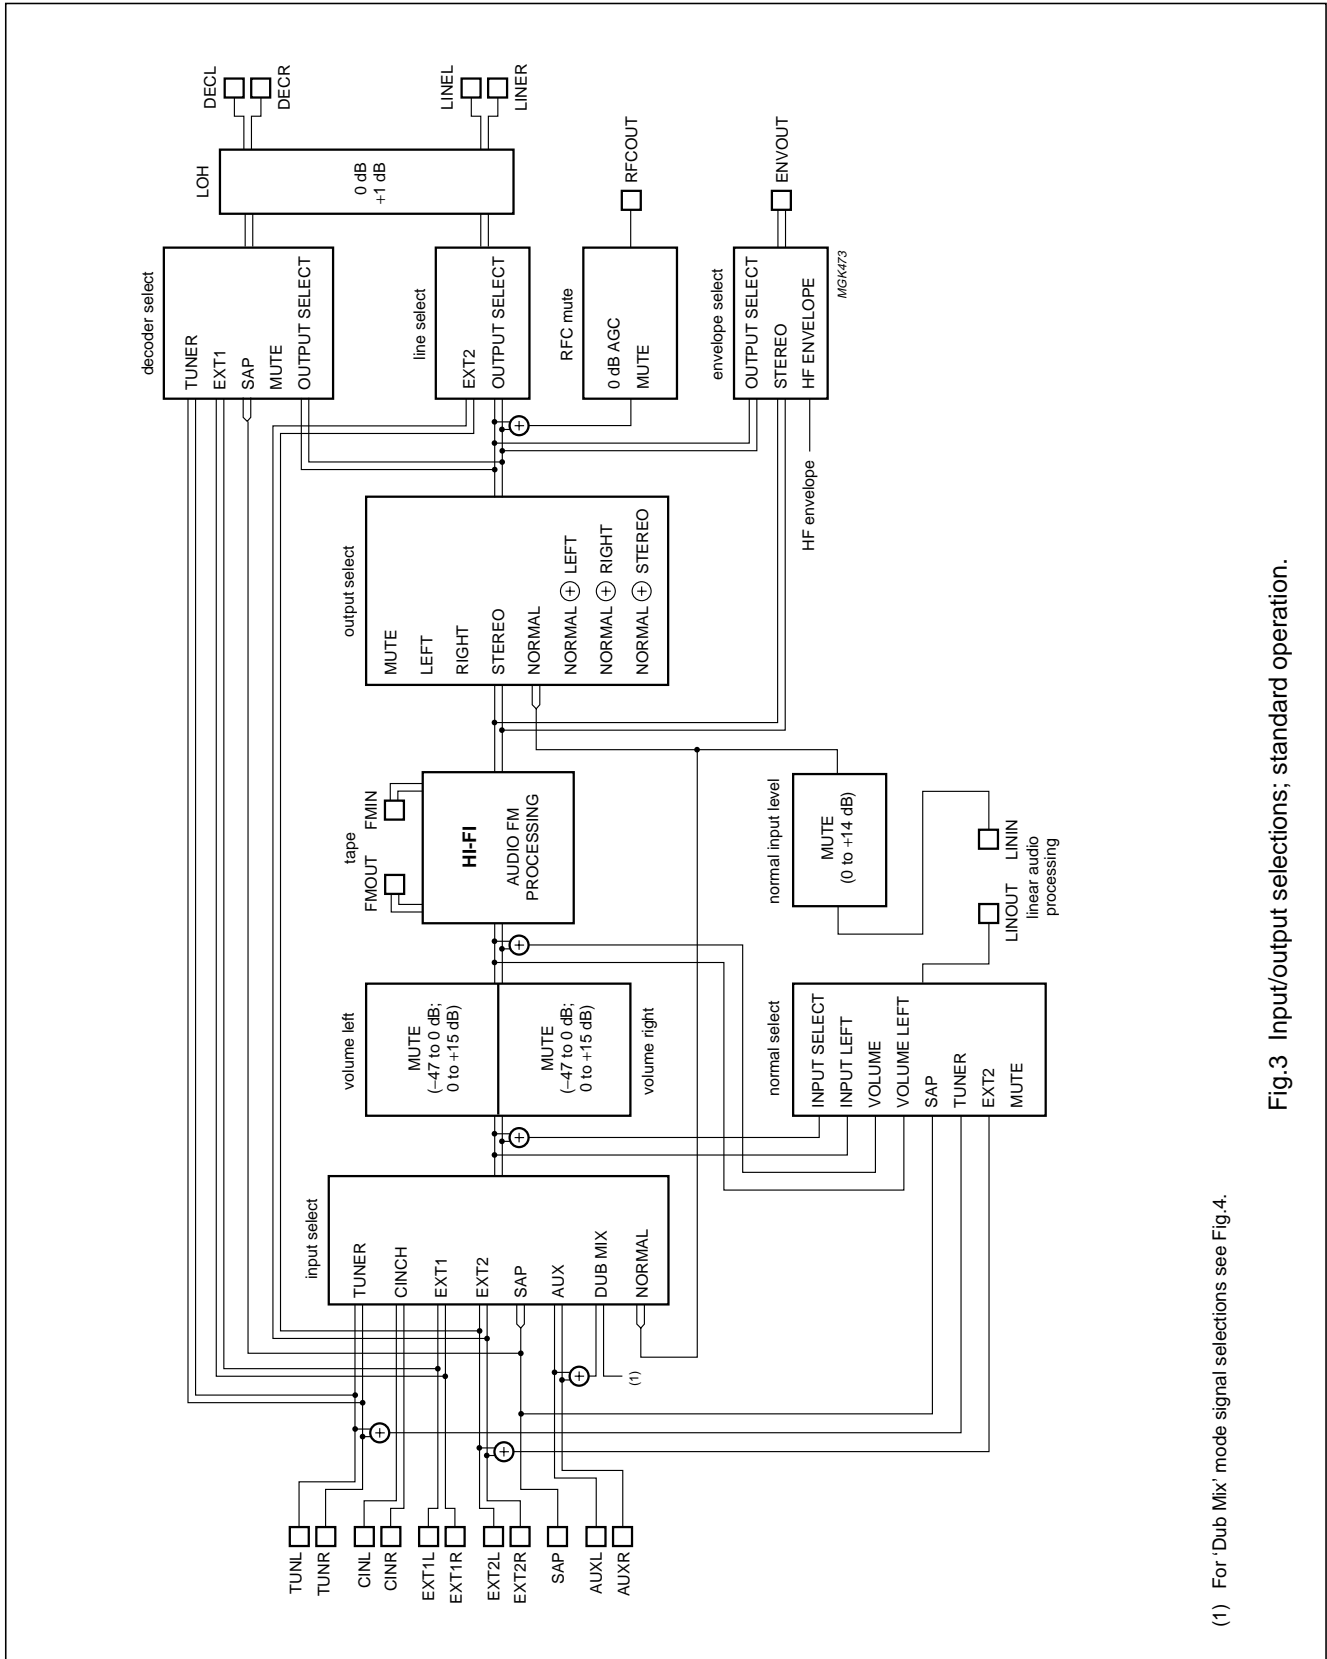 TUNL
TUNR
CINL
CINR
EXT1L
EXT1R
EXT2L
EXT2R
SAP
AUXL
AUXR
input select
TUNER
CINCH
EXT1
EXT2
SAP
AUX
DUB MIX
NORMAL
(1)
volume left
MUTE
(−47 to 0 dB;
0 to +15 dB)
MUTE
(−47 to 0 dB;
0 to +15 dB)
volume right
normal select
INPUT SELECT
INPUT LEFT
VOLUME
VOLUME LEFT
SAP
TUNER
EXT2
MUTE
tape
FMOUT
FMIN
HI-FI
AUDIO FM
PROCESSING
normal input level
MUTE
(0 to +14 dB)
LINOUT
LININ
linear audio
processing
output select
MUTE
LEFT
RIGHT
STEREO
NORMAL
NORMAL + LEFT
NORMAL + RIGHT
NORMAL + STEREO
HF envelope
decoder select
TUNER
EXT1
SAP
MUTE
OUTPUT SELECT
line select
EXT2
OUTPUT SELECT
RFC mute
0 dB AGC
MUTE
envelope select
OUTPUT SELECT
STEREO
HF ENVELOPE
MGK473
LOH
0 dB
+1 dB
DECL
DECR
LINEL
LINER
RFCOUT
ENVOUT
(1) For 'Dub Mix' mode signal selections see Fig.4.
Fig.3 Input/output selections; standard operation.